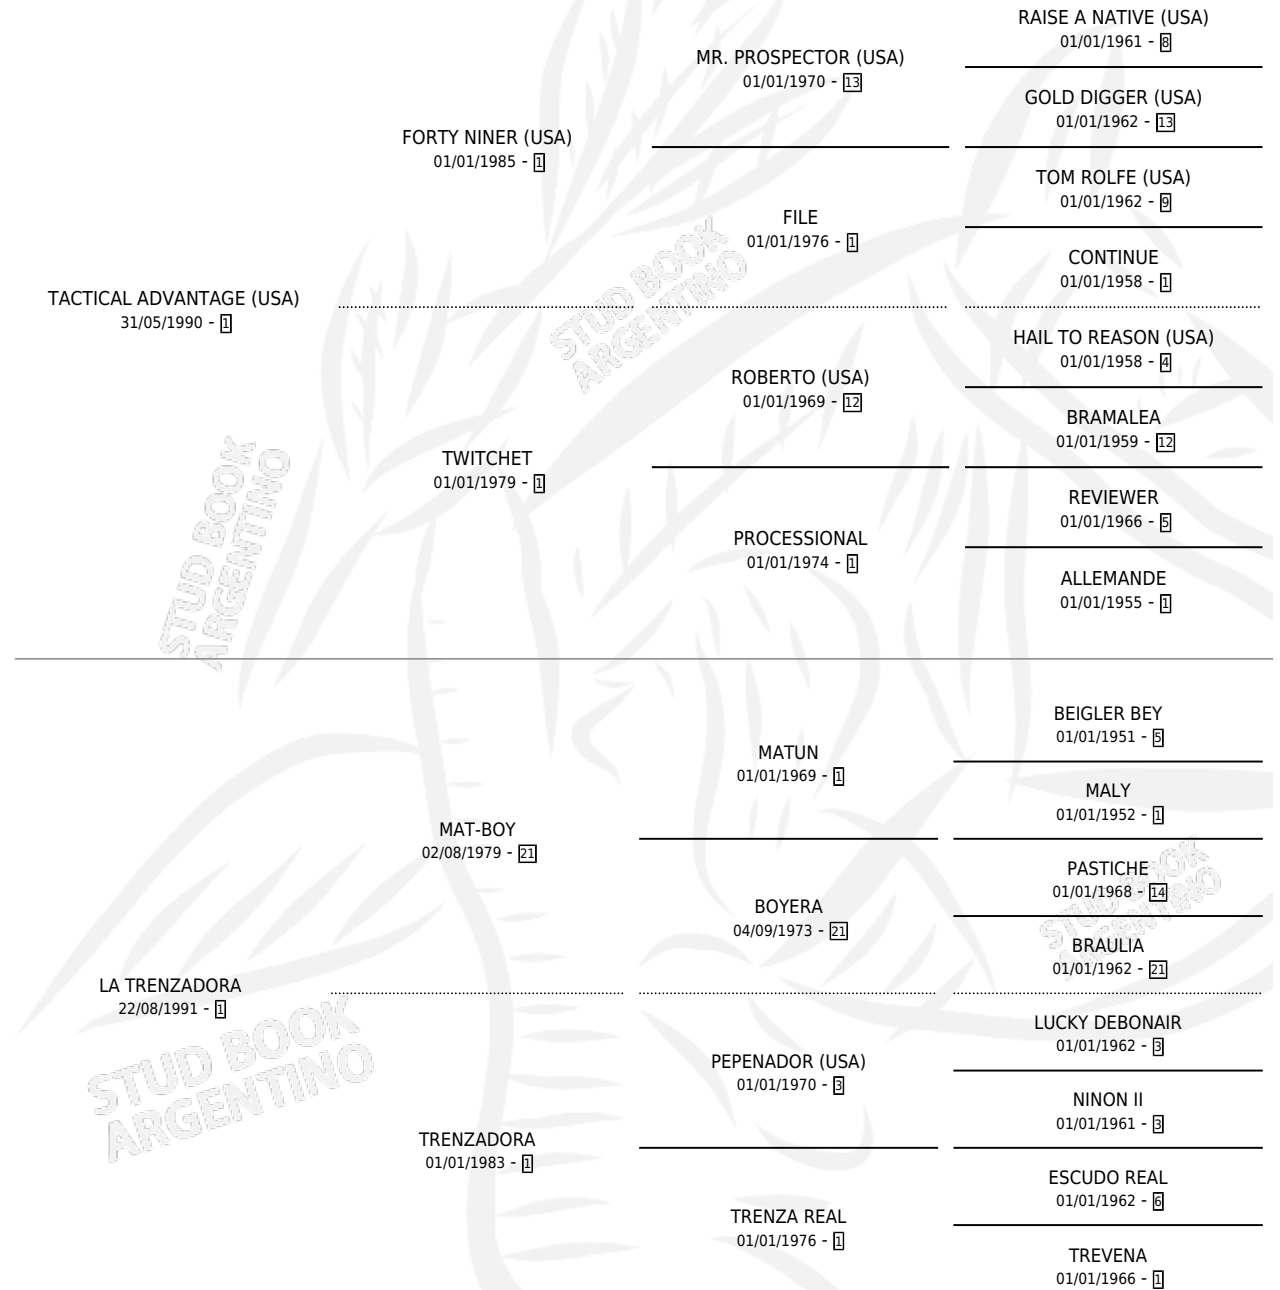 RAISE A NATIVE (USA)
01/01/1961 - 8
MR. PROSPECTOR (USA)
01/01/1970 - 13
GOLD DIGGER (USA)
01/01/1962 - 13
FORTY NINER (USA)
01/01/1985 - 1
TOM ROLFE (USA)
01/01/1962 - 9
FILE
01/01/1976 - 1
CONTINUE
01/01/1958 - 1
TACTICAL ADVANTAGE (USA)
31/05/1990 - 1
HAIL TO REASON (USA)
01/01/1958 - 4
ROBERTO (USA)
01/01/1969 - 12
BRAMALEA
01/01/1959 - 12
TWITCHET
01/01/1979 - 1
REVIEWER
01/01/1966 - 5
PROCESSIONAL
01/01/1974 - 1
ALLEMANDE
01/01/1955 - 1
STUD BOOK
ARGENTINO
STUD BOOK
ARGENTINO
BEIGLER BEY
01/01/1951 - 5
MATUN
01/01/1969 - 1
MALY
01/01/1952 - 1
MAT-BOY
02/08/1979 - 21
PASTICHE
01/01/1968 - 14
BOYERA
04/09/1973 - 21
BRAULIA
01/01/1962 - 21
LA TRENZADORA
22/08/1991 - 1
LUCKY DEBONAIR
01/01/1962 - 3
PEPENADOR (USA)
01/01/1970 - 3
NINON II
01/01/1961 - 3
TRENZADORA
01/01/1983 - 1
ESCUDO REAL
01/01/1962 - 6
TRENZA REAL
01/01/1976 - 1
TREVENA
01/01/1966 - 1
STUD BOOK
ARGENTINO
STUD BOOK
ARGENTINO